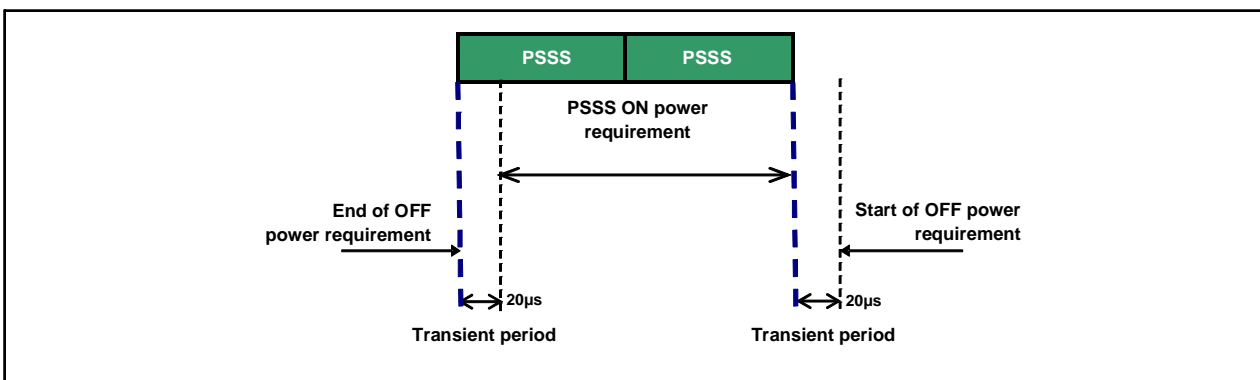 PSSS PSSS
PSSS ON power
requirement
End of OFF
power requirement
Start of OFF power
requirement
20µs
20µs
Transient period
Transient period